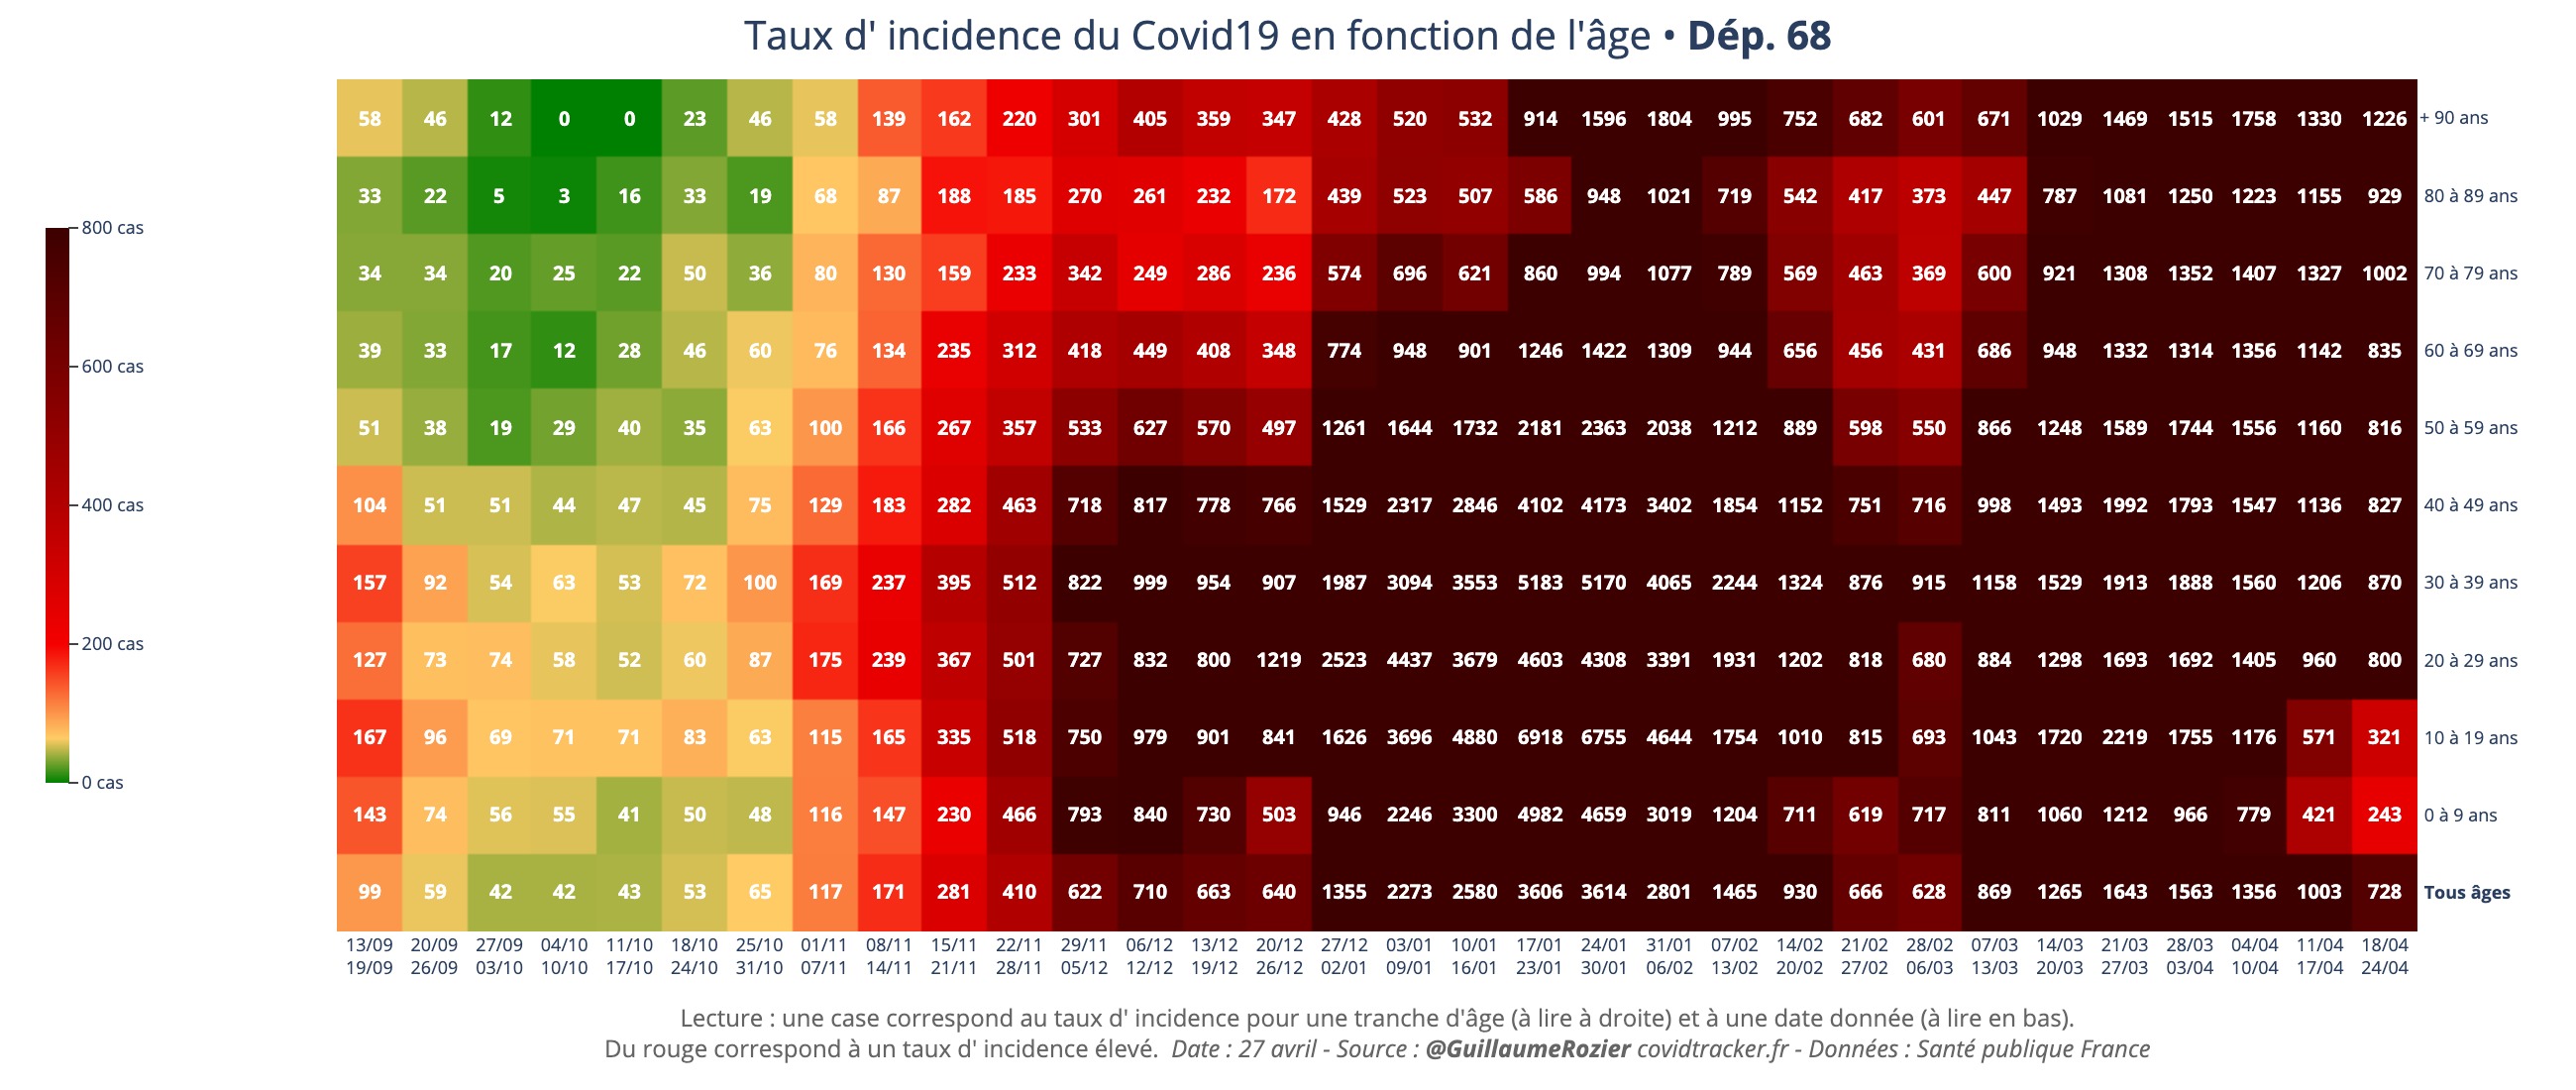 Taux d' incidence du Covid19 en fonction de l'âge • Dép. 68
800 cas
600 cas
400 cas
200 cas
0 cas
58 46 12 0 0 23 46 58 139 162 220 301 405 359 347 428 520 532 914 1596 1804 995 752 682 601 671 1029 1469 1515 1758 1330 1226 + 90 ans
33 22 5 3 16 33 19 68 87 188 185 270 261 232 172 439 523 507 586 948 1021 719 542 417 373 447 787 1081 1250 1223 1155 929 80 à 89 ans
34 34 20 25 22 50 36 80 130 159 233 342 249 286 236 574 696 621 860 994 1077 789 569 463 369 600 921 1308 1352 1407 1327 1002 70 à 79 ans
39 33 17 12 28 46 60 76 134 235 312 418 449 408 348 774 948 901 1246 1422 1309 944 656 456 431 686 948 1332 1314 1356 1142 835 60 à 69 ans
51 38 19 29 40 35 63 100 166 267 357 533 627 570 497 1261 1644 1732 2181 2363 2038 1212 889 598 550 866 1248 1589 1744 1556 1160 816 50 à 59 ans
104 51 51 44 47 45 75 129 183 282 463 718 817 778 766 1529 2317 2846 4102 4173 3402 1854 1152 751 716 998 1493 1992 1793 1547 1136 827 40 à 49 ans
157 92 54 63 53 72 100 169 237 395 512 822 999 954 907 1987 3094 3553 5183 5170 4065 2244 1324 876 915 1158 1529 1913 1888 1560 1206 870 30 à 39 ans
127 73 74 58 52 60 87 175 239 367 501 727 832 800 1219 2523 4437 3679 4603 4308 3391 1931 1202 818 680 884 1298 1693 1692 1405 960 800 20 à 29 ans
167 96 69 71 71 83 63 115 165 335 518 750 979 901 841 1626 3696 4880 6918 6755 4644 1754 1010 815 693 1043 1720 2219 1755 1176 571 321 10 à 19 ans
143 74 56 55 41 50 48 116 147 230 466 793 840 730 503 946 2246 3300 4982 4659 3019 1204 711 619 717 811 1060 1212 966 779 421 243 0 à 9 ans
99 59 42 42 43 53 65 117 171 281 410 622 710 663 640 1355 2273 2580 3606 3614 2801 1465 930 666 628 869 1265 1643 1563 1356 1003 728 Tous âges
13/09 20/09 27/09 04/10 11/10 18/10 25/10 01/11 08/11 15/11 22/11 29/11 06/12 13/12 20/12 27/12 03/01 10/01 17/01 24/01 31/01 07/02 14/02 21/02 28/02 07/03 14/03 21/03 28/03 04/04 11/04 18/04
19/09 26/09 03/10 10/10 17/10 24/10 31/10 07/11 14/11 21/11 28/11 05/12 12/12 19/12 26/12 02/01 09/01 16/01 23/01 30/01 06/02 13/02 20/02 27/02 06/03 13/03 20/03 27/03 03/04 10/04 17/04 24/04
Lecture : une case correspond au taux d' incidence pour une tranche d'âge (à lire à droite) et à une date donnée (à lire en bas).
Du rouge correspond à un taux d' incidence élevé. Date : 27 avril - Source : @GuillaumeRozier covidtracker.fr - Données : Santé publique France